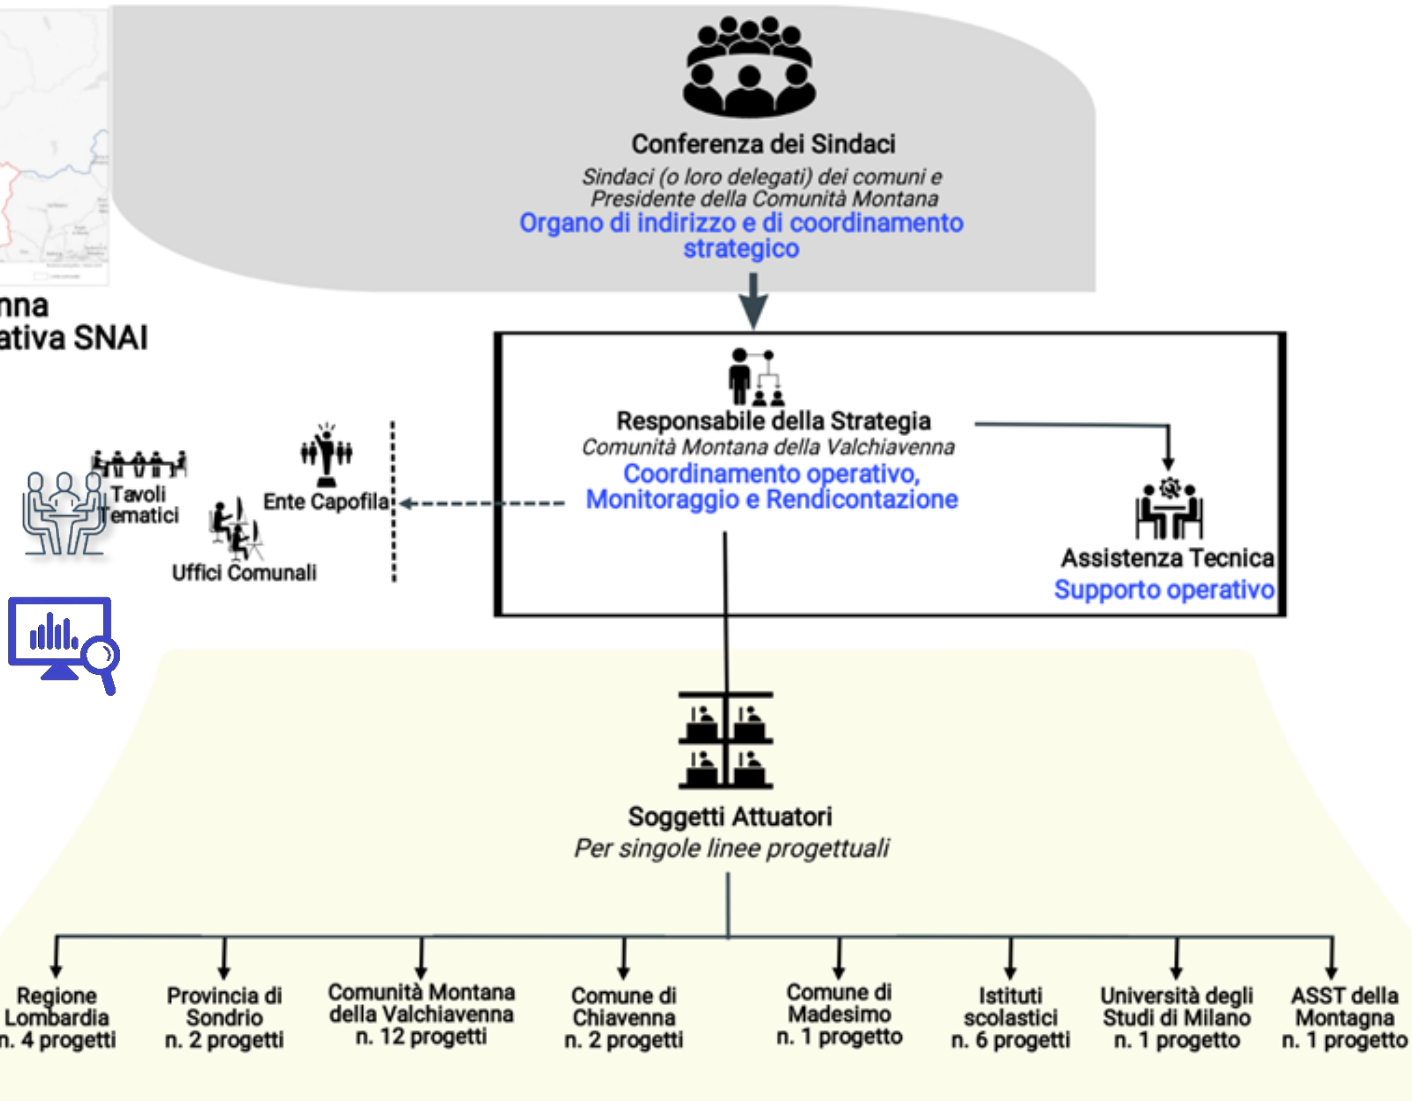 Conferenza dei Sindaci
Sindaci (o loro delegati) dei comuni e
Presidente della Comunità Montana
Organo di indirizzo e di coordinamento
strategico
nna
ativa SNAI
Responsabile della Strategia
Comunità Montana della Valchiavenna
Coordinamento operativo,
Monitoraggio e Rendicontazione
Ente Capofila
Tavoli
Tematici
Uffici Comunali
Assistenza Tecnica
Supporto operativo
Soggetti Attuatori
Per singole linee progettuali
Regione
Lombardia
n. 4 progetti
Provincia di
Sondrio
n. 2 progetti
Comunità Montana
della Valchiavenna
n. 12 progetti
Comune di
Chiavenna
n. 2 progetti
Comune di
Madesimo
n. 1 progetto
Istituti
scolastici
n. 6 progetti
Università degli
Studi di Milano
n. 1 progetto
ASST della
Montagna
n. 1 progetto